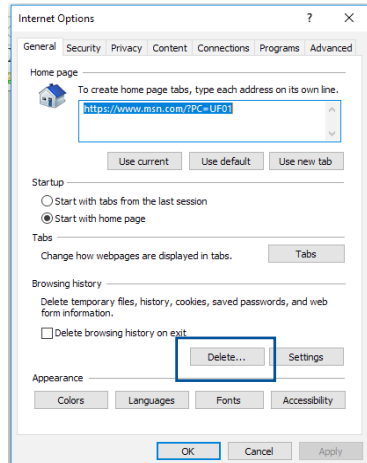 Internet Options ? ×
General Security Privacy Content Connections Programs Advanced
Home page
To create home page tabs, type each address on its own line.
https://www.msn.com/?PC=UF01
Use current Use default Use new tab
Startup
Start with tabs from the last session
Start with home page
Tabs
Change how webpages are displayed in tabs. Tabs
Browsing history
Delete temporary files, history, cookies, saved passwords, and web
form information.
Delete browsing history on exit
Delete... Settings
Appearance
Colors Languages Fonts Accessibility
OK Cancel Apply